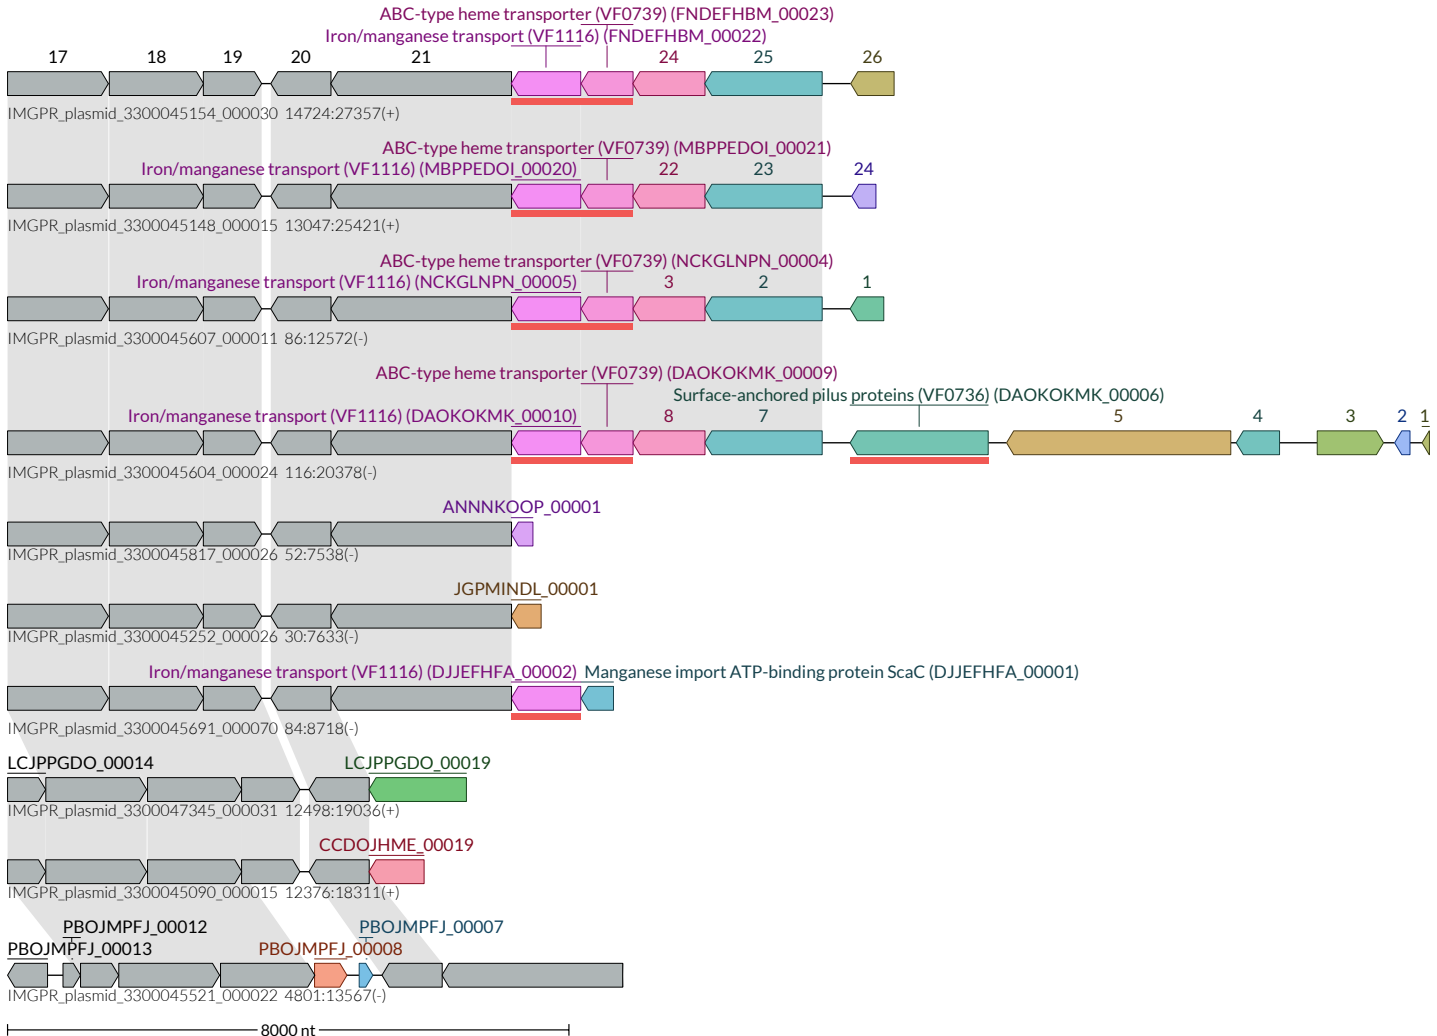 ABC-type heme transporter (VF0739) (FNDEFHBM_00023)
Iron/manganese transport (VF1116) (FNDEFHBM_00022)
17 18 19 20 21 24 25 26
IMGPR_plasmid_3300045154_000030 14724:27357(+)
ABC-type heme transporter (VF0739) (MBPPEDOI_00021)
Iron/manganese transport (VF1116) (MBPPEDOI_00020) 22 23 24
IMGPR_plasmid_3300045148_000015 13047:25421(+)
ABC-type heme transporter (VF0739) (NCKGLNPN_00004)
Iron/manganese transport (VF1116) (NCKGLNPN_00005) 3 2 1
IMGPR_plasmid_3300045607_000011 86:12572(-)
ABC-type heme transporter (VF0739) (DAOKOKMK_00009)
Surface-anchored pilus proteins (VF0736) (DAOKOKMK_00006)
Iron/manganese transport (VF1116) (DAOKOKMK_00010) 8 7 5 4 3 2 1
IMGPR_plasmid_3300045604_000024 116:20378(-)
ANNNKOOP_00001
IMGPR_plasmid_3300045817_000026 52:7538(-)
JGPMINDL_00001
IMGPR_plasmid_3300045252_000026 30:7633(-)
Iron/manganese transport (VF1116) (DJJEFHFA_00002) Manganese import ATP-binding protein ScaC (DJJEFHFA_00001)
IMGPR_plasmid_3300045691_000070 84:8718(-)
LCJPPGDO_00014 LCJPPGDO_00019
IMGPR_plasmid_3300047345_000031 12498:19036(+)
CCDOJHME_00019
IMGPR_plasmid_3300045090_000015 12376:18311(+)
PBOJMPFJ_00012 PBOJMPFJ_00007
PBOJMPFJ_00013 PBOJMPFJ_00008
IMGPR_plasmid_3300045521_000022 4801:13567(-)
8000 nt